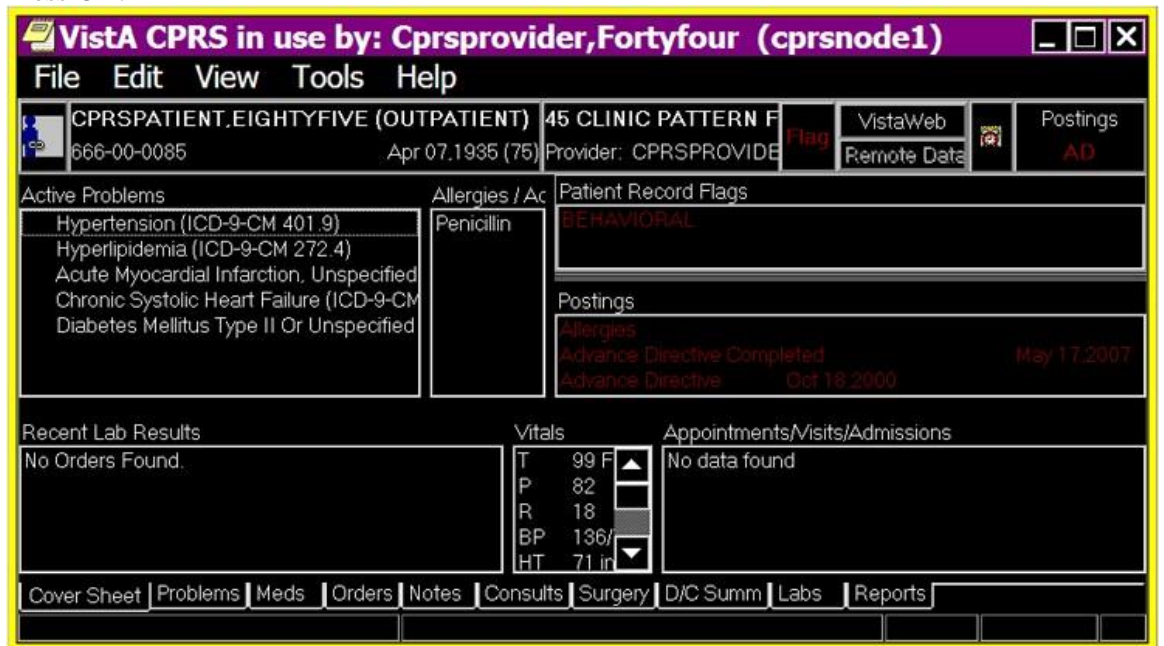 VistA CPRS in use by: Cprsprovider,Fortyfour (cprsnode1)
File Edit View Tools Help
CPRSPATIENT,EIGHTYFIVE (OUTPATIENT) 45 CLINIC PATTERN F Flag VistaWeb Postings
666-00-0085 Apr 07,1935 (75) Provider: CPRSPROVIDE Remote Data AD
Active Problems
Hypertension (ICD-9-CM 401.9)
Hyperlipidemia (ICD-9-CM 272.4)
Acute Myocardial Infarction, Unspecified
Chronic Systolic Heart Failure (ICD-9-CM
Diabetes Mellitus Type II Or Unspecified
Allergies / Ac
Penicillin
Patient Record Flags
BEHAVIORAL
Postings
Allergies
Advance Directive Completed May 17,2007
Advance Directive Oct 18,2000
Recent Lab Results
No Orders Found.
Vitals
T 99 F
P 82
R 18
BP 136/
HT 71 in
Appointments/Visits/Admissions
No data found
Cover Sheet Problems Meds Orders Notes Consults Surgery D/C Summ Labs Reports